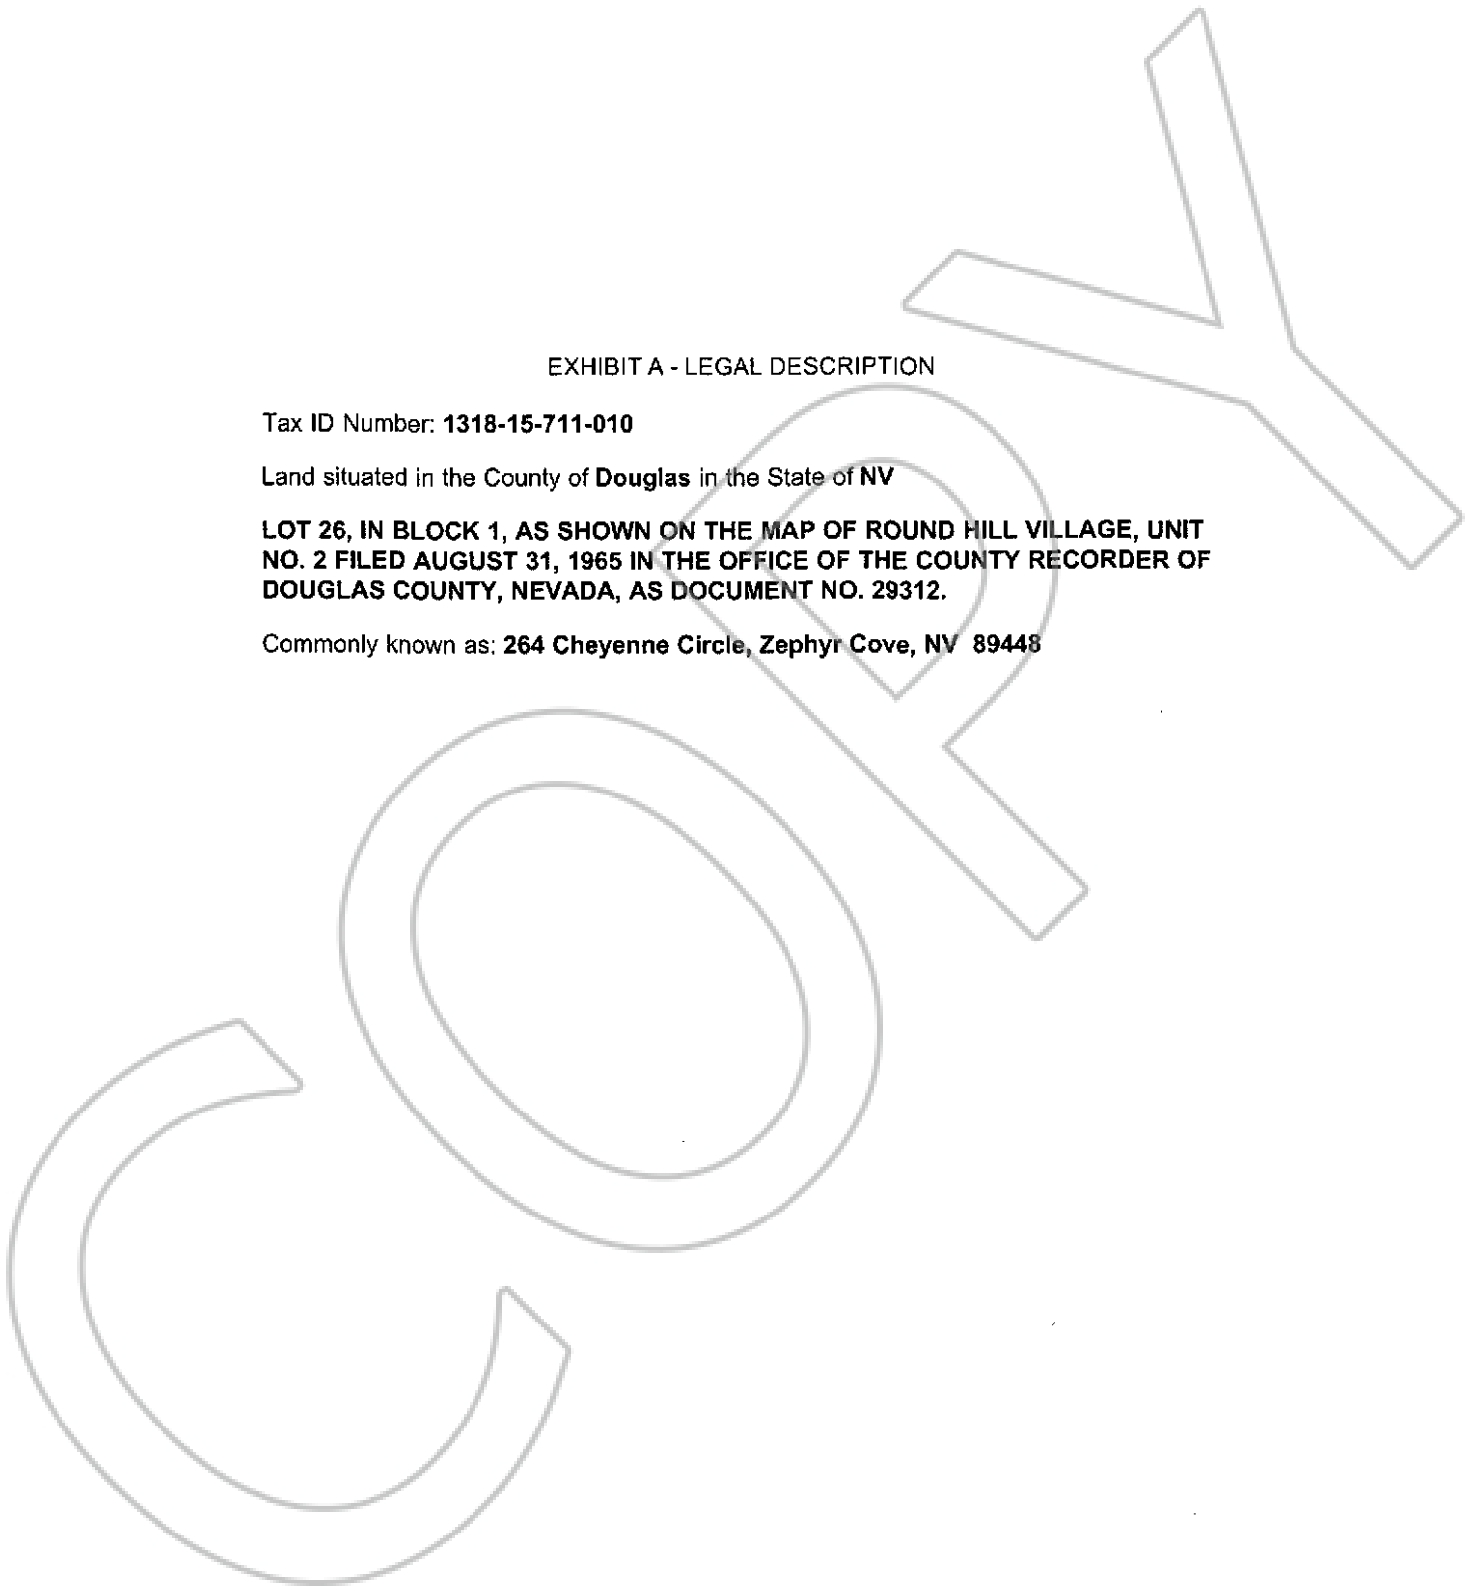 EXHIBIT A - LEGAL DESCRIPTION
Tax ID Number: 1318-15-711-010
Land situated in the County of Douglas in the State of NV
LOT 26, IN BLOCK 1, AS SHOWN ON THE MAP OF ROUND HILL VILLAGE, UNIT
NO. 2 FILED AUGUST 31, 1965 IN THE OFFICE OF THE COUNTY RECORDER OF
DOUGLAS COUNTY, NEVADA, AS DOCUMENT NO. 29312.
Commonly known as: 264 Cheyenne Circle, Zephyr Cove, NV 89448
COPY